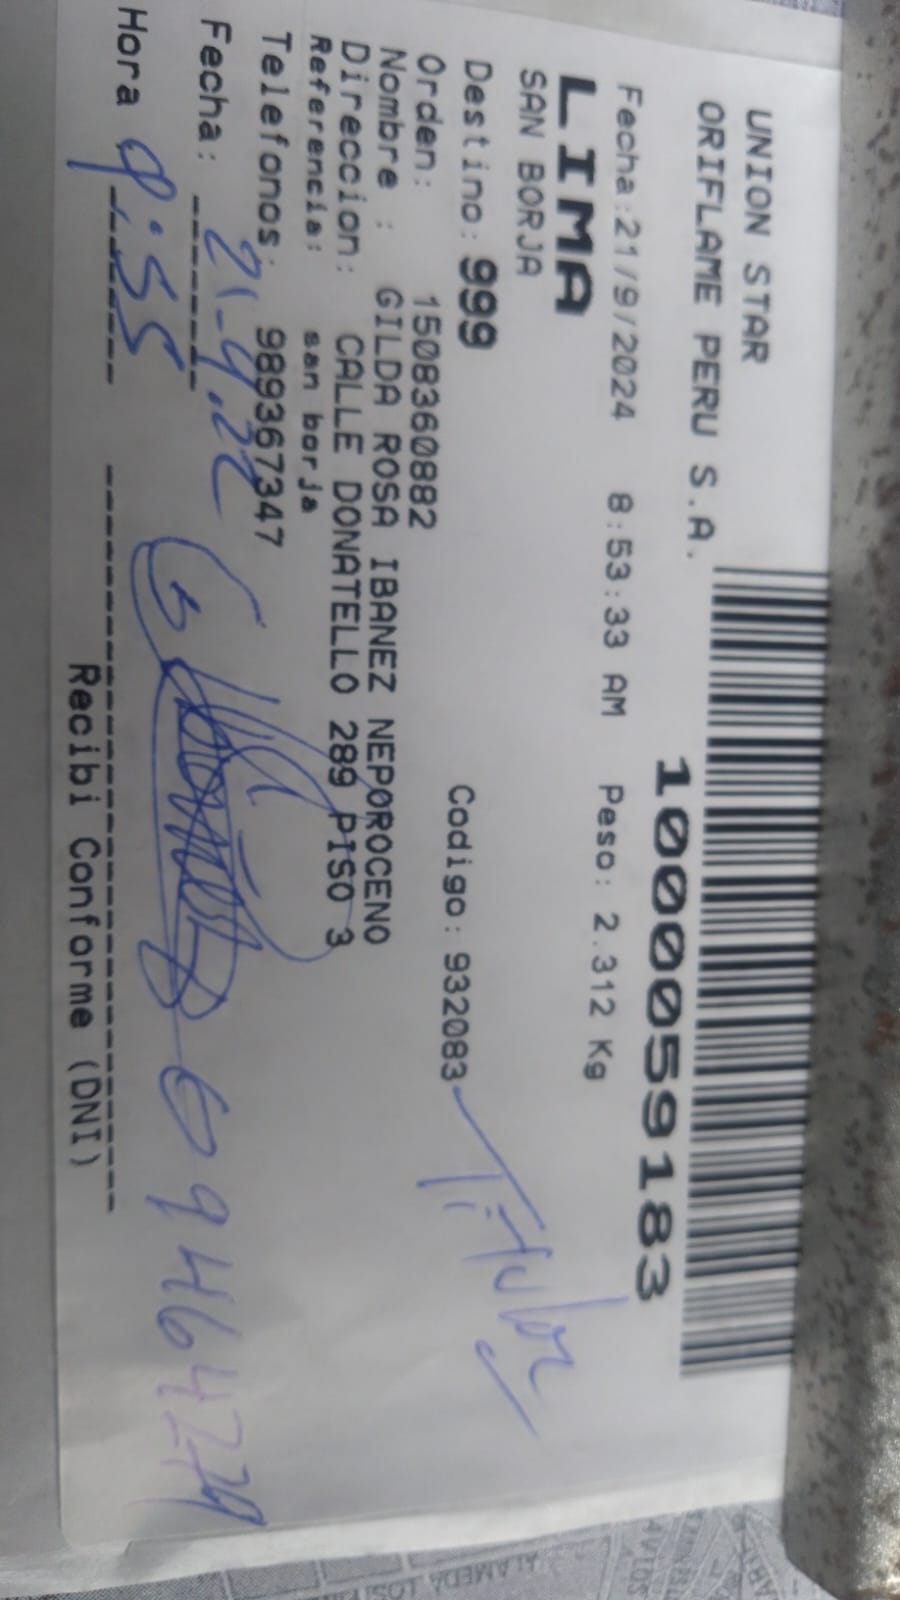 UNION STAR
ORIFLAME PERU S.A.
1000059183
Fecha:21/9/2024 8:53:33 AM Peso: 2.312 Kg
LIMA
SAN BORJA
Destino: 999
Codigo: 932083
Titular
Orden: 1508360882
Nombre : GILDA ROSA IBANEZ NEPOROCENO
Direccion: CALLE DONATELLO 289 PISO 3
Referencia: san borja
Telefonos: 989367347
Fecha: 21-9.24
Hora 9:55
Recibi Conforme (DNI)
ALAMEDA